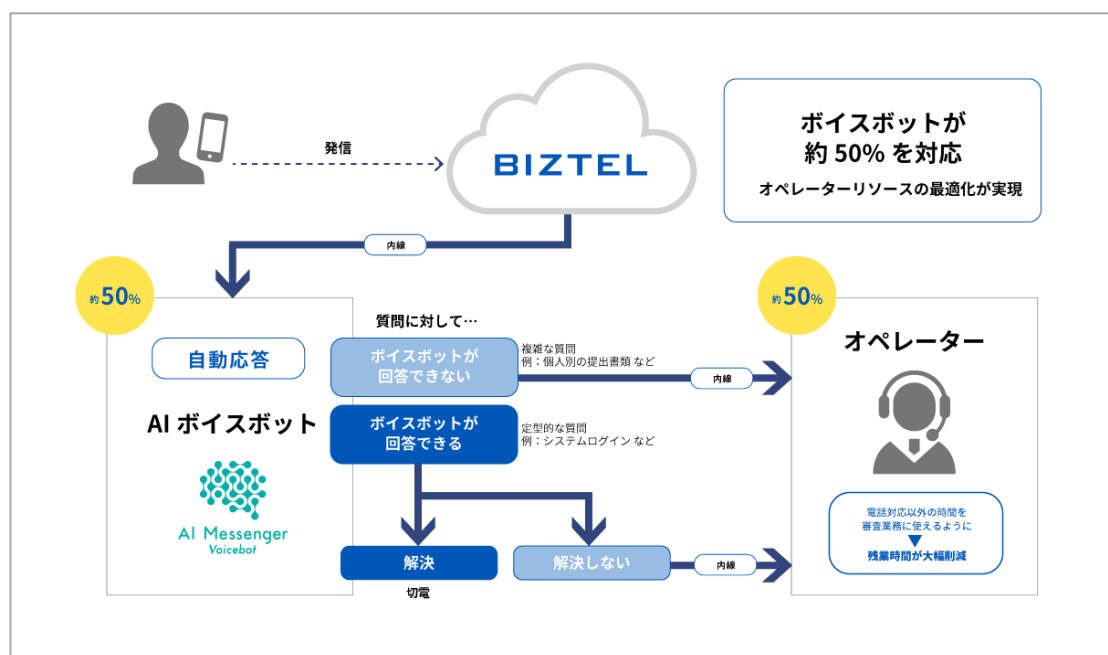 発信
BIZTEL
ボイスボットが
約 50% を対応
オペレーターリソースの最適化が実現
内線
約50%
自動応答
AI ボイスボット
AI Messenger
Voicebot
質問に対して…
ボイスボットが
回答できない
複雑な質問
例：個人別の提出書類 など
内線
ボイスボットが
回答できる
定型的な質問
例：システムログイン など
解決
切電
解決しない
内線
約50%
オペレーター
電話対応以外の時間を
審査業務に使えるように
残業時間が大幅削減